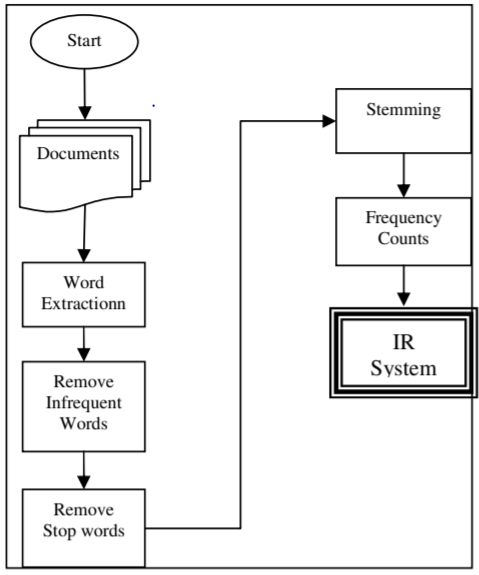 Start
Documents
Word
Extractionn
Remove
Infrequent
Words
Remove
Stop words
Stemming
Frequency
Counts
IR
System